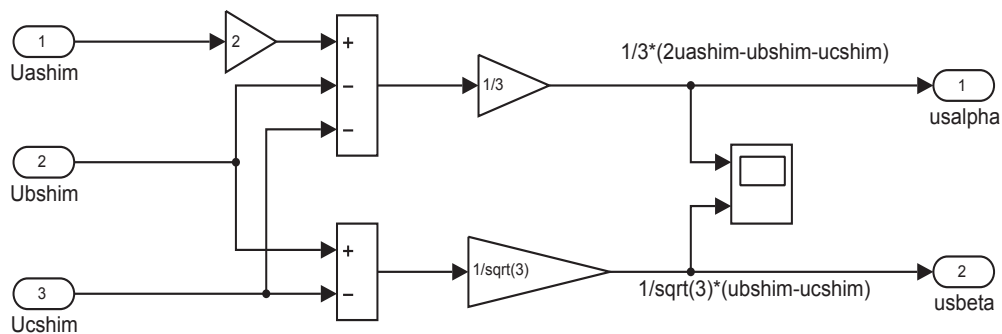 1
Uashim
2
+
−
−
1/3
1/3*(2uashim-ubshim-ucshim)
1
usalpha
2
Ubshim
+
−
1/sqrt(3)
1/sqrt(3)*(ubshim-ucshim)
2
usbeta
3
Ucshim